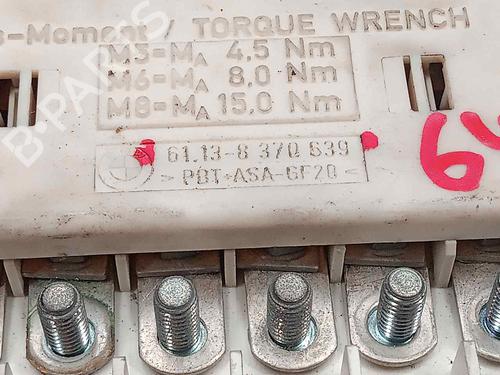 s-Moment / TORQUE WRENCH
M5=MA 4,5 Nm
M6=MA 8,0 Nm
M8=MA 15,0 Nm
61.13-8 370 639
> PBT+ASA-GF20 <
B-PARTS